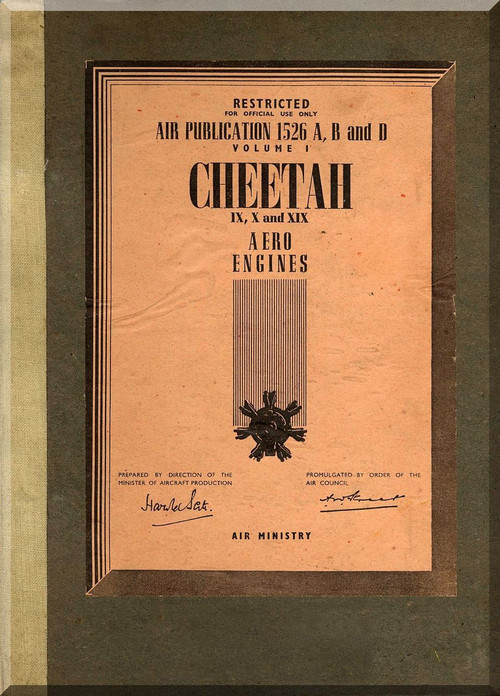 RESTRICTED
FOR OFFICIAL USE ONLY
AIR PUBLICATION 1526 A, B and D
VOLUME I
CHEETAH
IX, X and XIX
AERO
ENGINES
PREPARED BY DIRECTION OF THE
MINISTER OF AIRCRAFT PRODUCTION
PROMULGATED BY ORDER OF THE
AIR COUNCIL
Harold
AIR MINISTRY